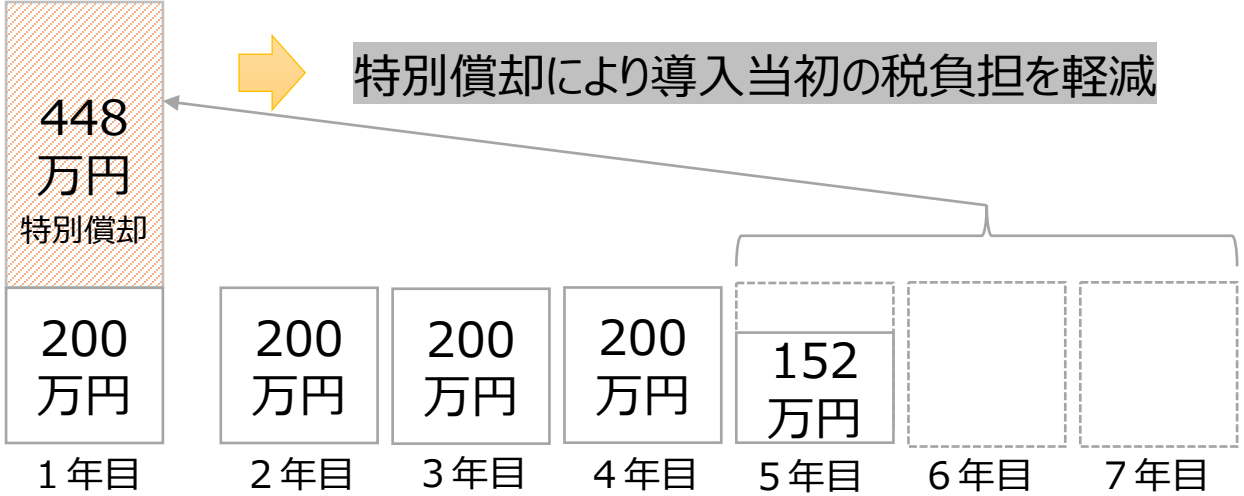 特別償却により導入当初の税負担を軽減
448
万円
特別償却
200
万円
200
万円
200
万円
200
万円
152
万円
１年目
２年目
３年目
４年目
５年目
６年目
７年目